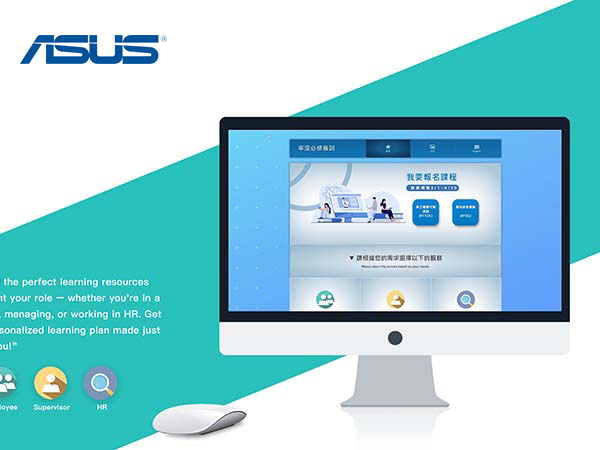 ASUS
年度必修複訓
我要報名課程
▼ 請根據您的需求選擇以下的服務
Please select the service based on your needs.
the perfect learning resources
nt your role — whether you're in a
, managing, or working in HR. Get
sonalized learning plan made just
ou!”
loyee Supervisor HR